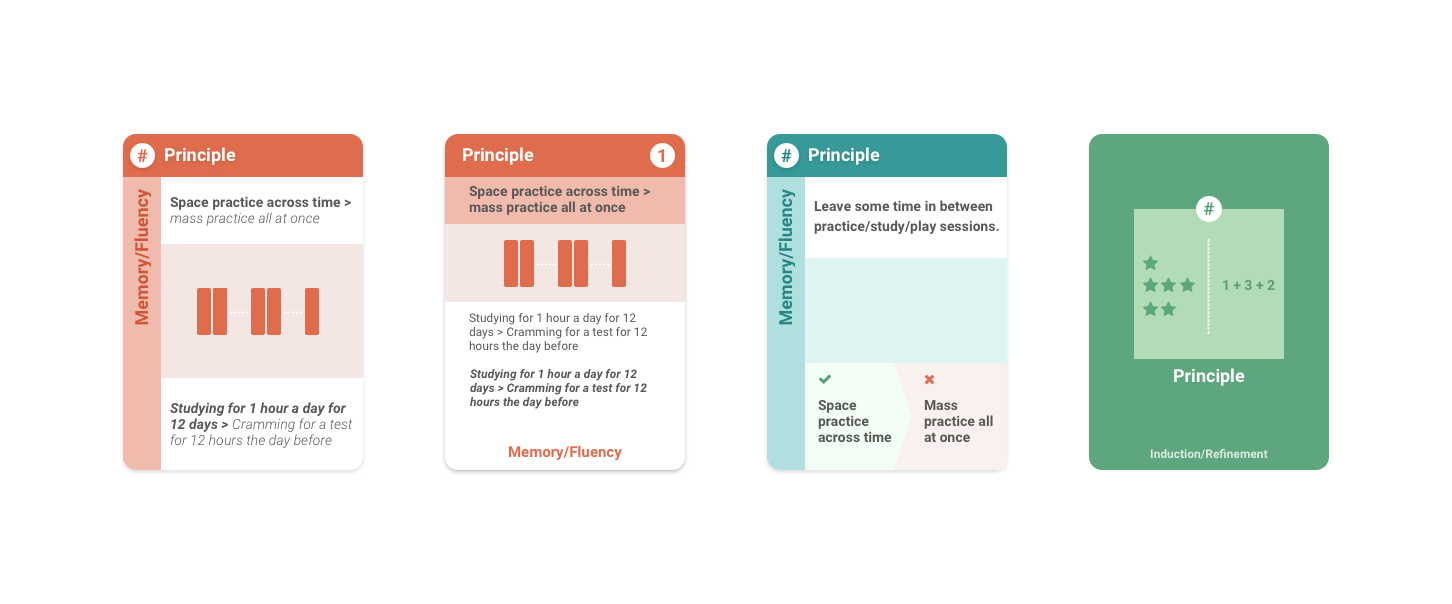 # Principle
Memory/Fluency
Space practice across time >
mass practice all at once
Studying for 1 hour a day for
12 days > Cramming for a test
for 12 hours the day before
Principle 1
Space practice across time >
mass practice all at once
Studying for 1 hour a day for 12
days > Cramming for a test for 12
hours the day before
Studying for 1 hour a day for 12
days > Cramming for a test for 12
hours the day before
Memory/Fluency
# Principle
Memory/Fluency
Leave some time in between
practice/study/play sessions.
Space
practice
across time
Mass
practice all
at once
#
1 + 3 + 2
Principle
Induction/Refinement